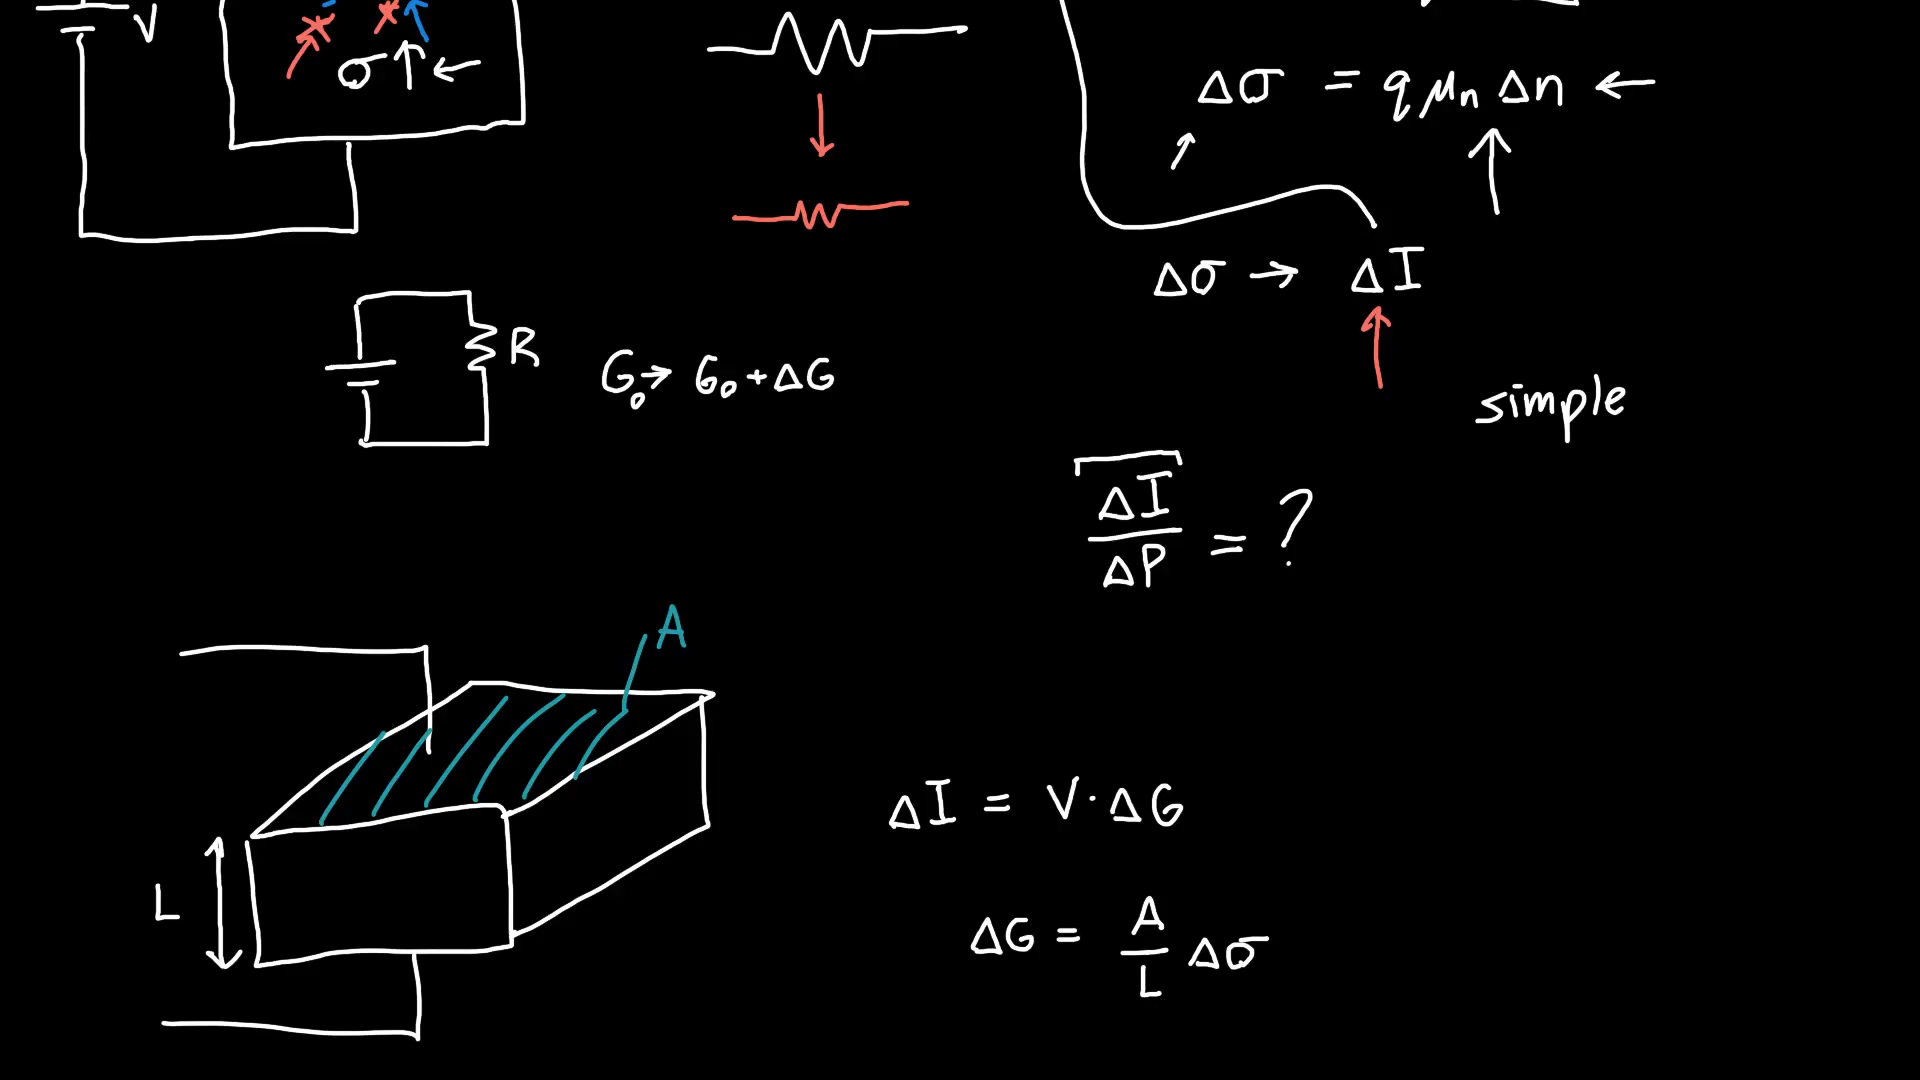 V
σ ↑ ←
Δσ = qμₙ Δn ←
Δσ → ΔI
R
G₀ → G₀ + ΔG
simple
ΔI/ΔP = ?
A
L
ΔI = V · ΔG
ΔG = A/L Δσ